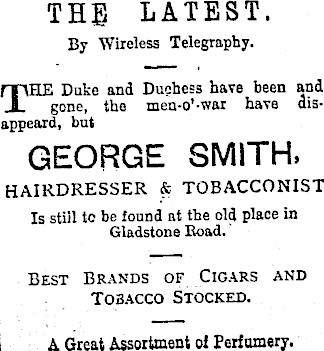 THE LATEST.
By Wireless Telegraphy.
THE Duke and Duchess have been and
gone, the men-o'-war have dis-
appeard, but
GEORGE SMITH,
HAIRDRESSER & TOBACCONIST
Is still to be found at the old place in
Gladstone Road.
BEST BRANDS OF CIGARS AND
TOBACCO STOCKED.
A Great Assortment of Perfumery.